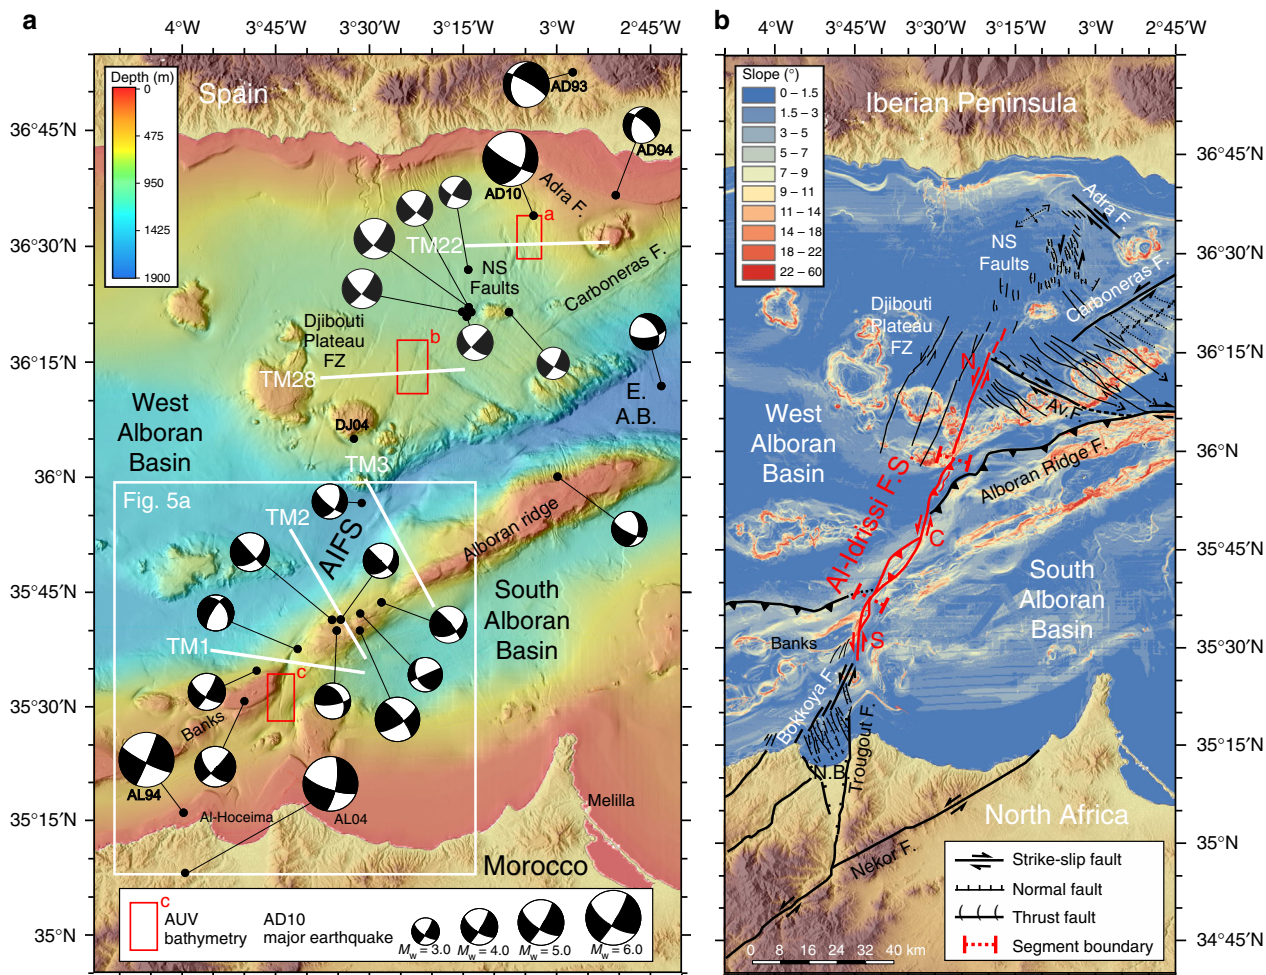 a
4°W
3°45′W
3°30′W
3°15′W
3°W
2°45′W
Depth (m)
0
475
950
1425
1900
Spain
AD93
AD94
AD10
Adra F.
a
TM22
NS
Faults
Carboneras F.
Djibouti
Plateau
FZ
b
TM28
E.
A.B.
West
Alboran
Basin
DJ04
TM3
Fig. 5a
TM2
AIFS
Alboran ridge
South
Alboran
Basin
TM1
c
Banks
AL94
Al-Hoceima
AL04
Melilla
Morocco
36°45′N
36°30′N
36°15′N
36°N
35°45′N
35°30′N
35°15′N
35°N
c
AUV
bathymetry
AD10
major earthquake
Mw= 3.0
Mw= 4.0
Mw= 5.0
Mw= 6.0
b
4°W
3°45′W
3°30′W
3°15′W
3°W
2°45′W
Slope (°)
0 – 1.5
1.5 – 3
3 – 5
5 – 7
7 – 9
9 – 11
11 – 14
14 – 18
18 – 22
22 – 60
Iberian Peninsula
Adra F.
NS
Faults
Carboneras F.
Djibouti
Plateau
FZ
N
Av.F.
West
Alboran
Basin
Alboran Ridge F.
Al-Idrissi F.S.
C
South
Alboran
Basin
Banks
S
Bokkoya F.
Trougout F.
N.B.
North Africa
Nekor F.
36°45′N
36°30′N
36°15′N
36°N
35°45′N
35°30′N
35°15′N
35°N
34°45′N
Strike-slip fault
Normal fault
Thrust fault
Segment boundary
0 8 16 24 32 40 km